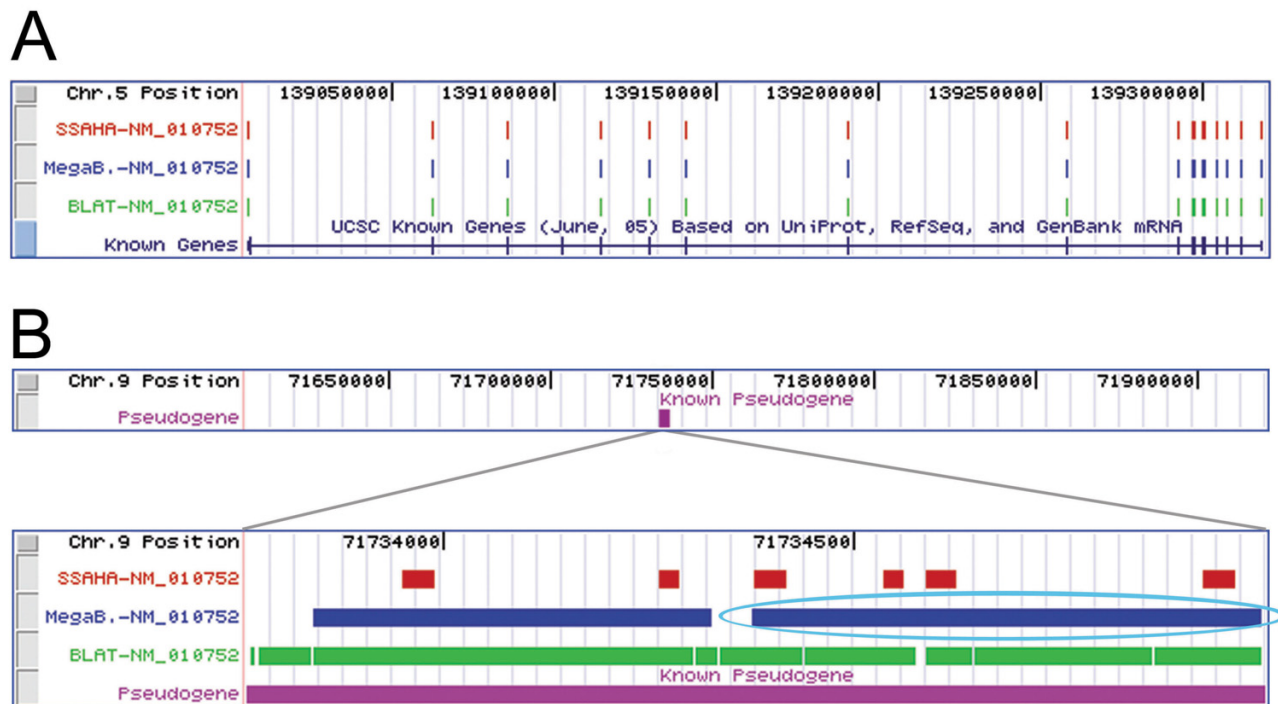 A
Chr.5 Position 139050000| 139100000| 139150000| 139200000| 139250000| 139300000|
SSAHA-NM_010752
MegaB.-NM_010752
BLAT-NM_010752
UCSC Known Genes (June, 05) Based on UniProt, RefSeq, and GenBank mRNA
Known Genes
B
Chr.9 Position 71650000| 71700000| 71750000| 71800000| 71850000| 71900000|
Known Pseudogene
Pseudogene
Chr.9 Position 71734000| 71734500|
SSAHA-NM_010752
MegaB.-NM_010752
BLAT-NM_010752
Known Pseudogene
Pseudogene